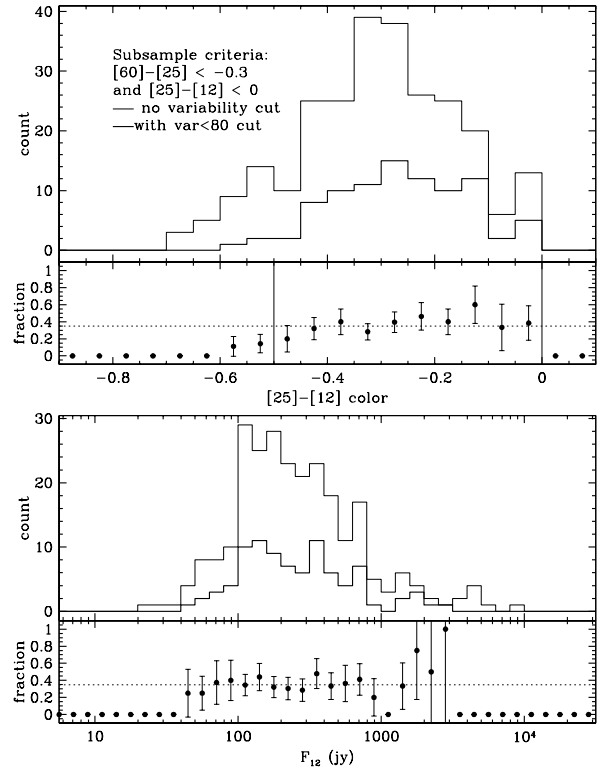 40
30
20
10
0
count
Subsample criteria:
[60]−[25] < −0.3
and [25]−[12] < 0
— no variability cut
—with var<80 cut
1
0.8
0.6
0.4
0.2
0
fraction
−0.8 −0.6 −0.4 −0.2 0
[25]−[12] color
30
20
10
0
count
1
0.8
0.6
0.4
0.2
0
fraction
10 100 1000 10⁴
F₁₂ (jy)